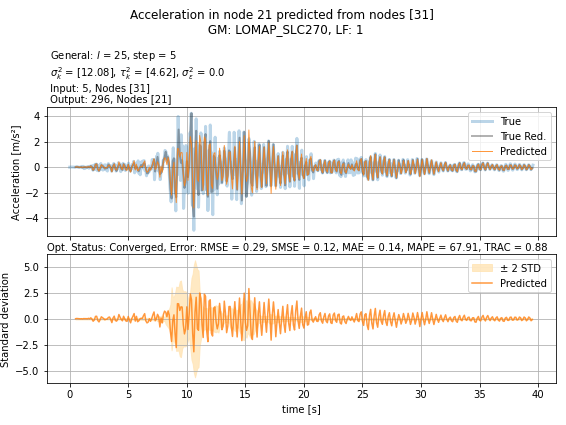 Acceleration in node 21 predicted from nodes [31]
GM: LOMAP_SLC270, LF: 1
General: l = 25, step = 5
σ²ₖ = [12.08], τ²ₖ = [4.62], σ²ε = 0.0
Input: 5, Nodes [31]
Output: 296, Nodes [21]
Acceleration [m/s²]
4
2
0
−2
−4
True
True Red.
Predicted
Opt. Status: Converged, Error: RMSE = 0.29, SMSE = 0.12, MAE = 0.14, MAPE = 67.91, TRAC = 0.88
Standard deviation
5.0
2.5
0.0
−2.5
−5.0
± 2 STD
Predicted
0 5 10 15 20 25 30 35 40
time [s]